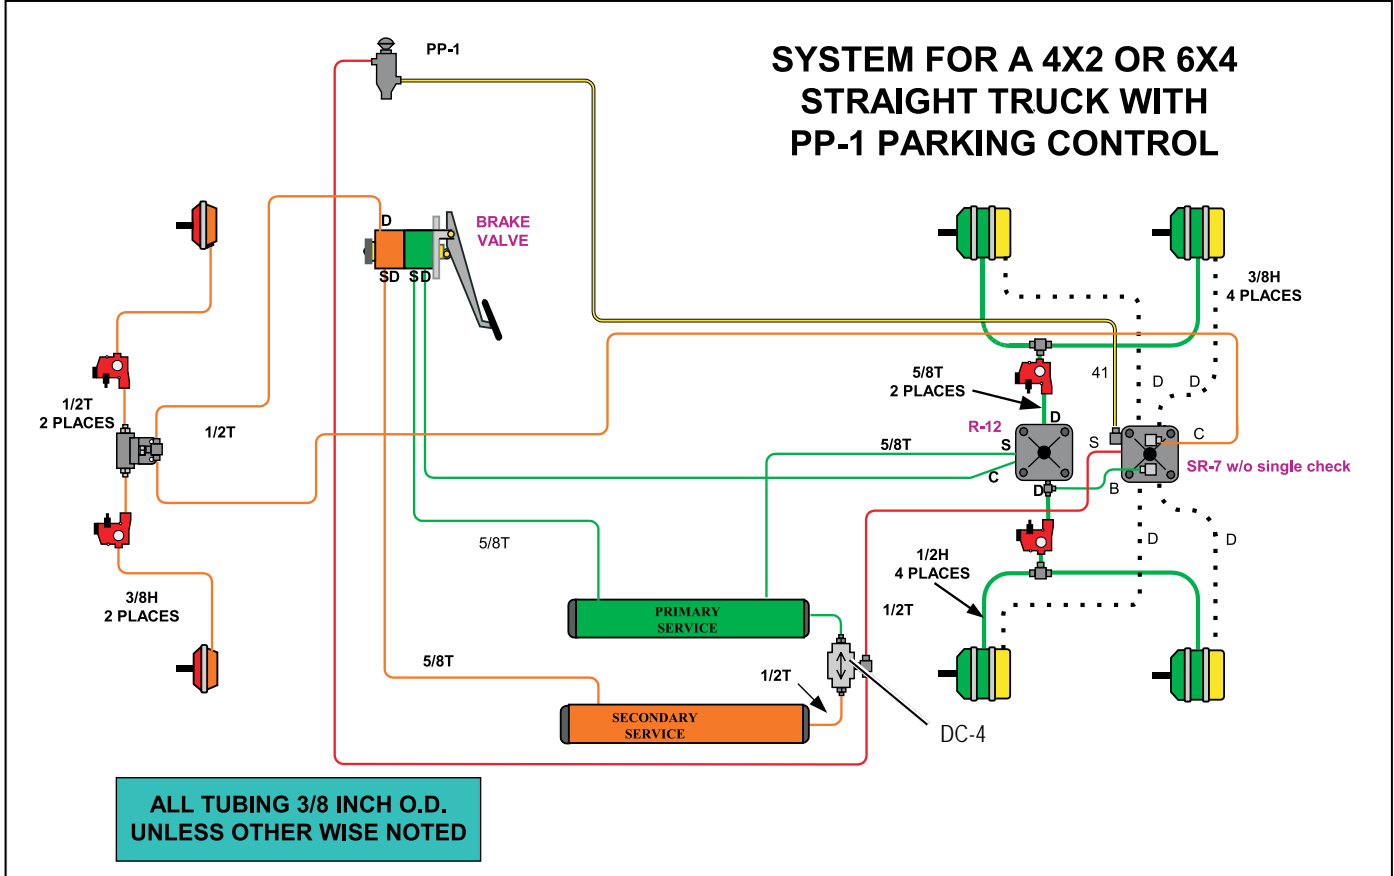 PP-1
SYSTEM FOR A 4X2 OR 6X4
STRAIGHT TRUCK WITH
PP-1 PARKING CONTROL
D
BRAKE
VALVE
SD
SD
3/8H
4 PLACES
5/8T
2 PLACES
41
D
D
1/2T
2 PLACES
1/2T
R-12
D
S
5/8T
S
C
C
SR-7 w/o single check
D
B
5/8T
D
D
1/2H
4 PLACES
1/2T
3/8H
2 PLACES
PRIMARY
SERVICE
5/8T
1/2T
SECONDARY
SERVICE
DC-4
ALL TUBING 3/8 INCH O.D.
UNLESS OTHER WISE NOTED